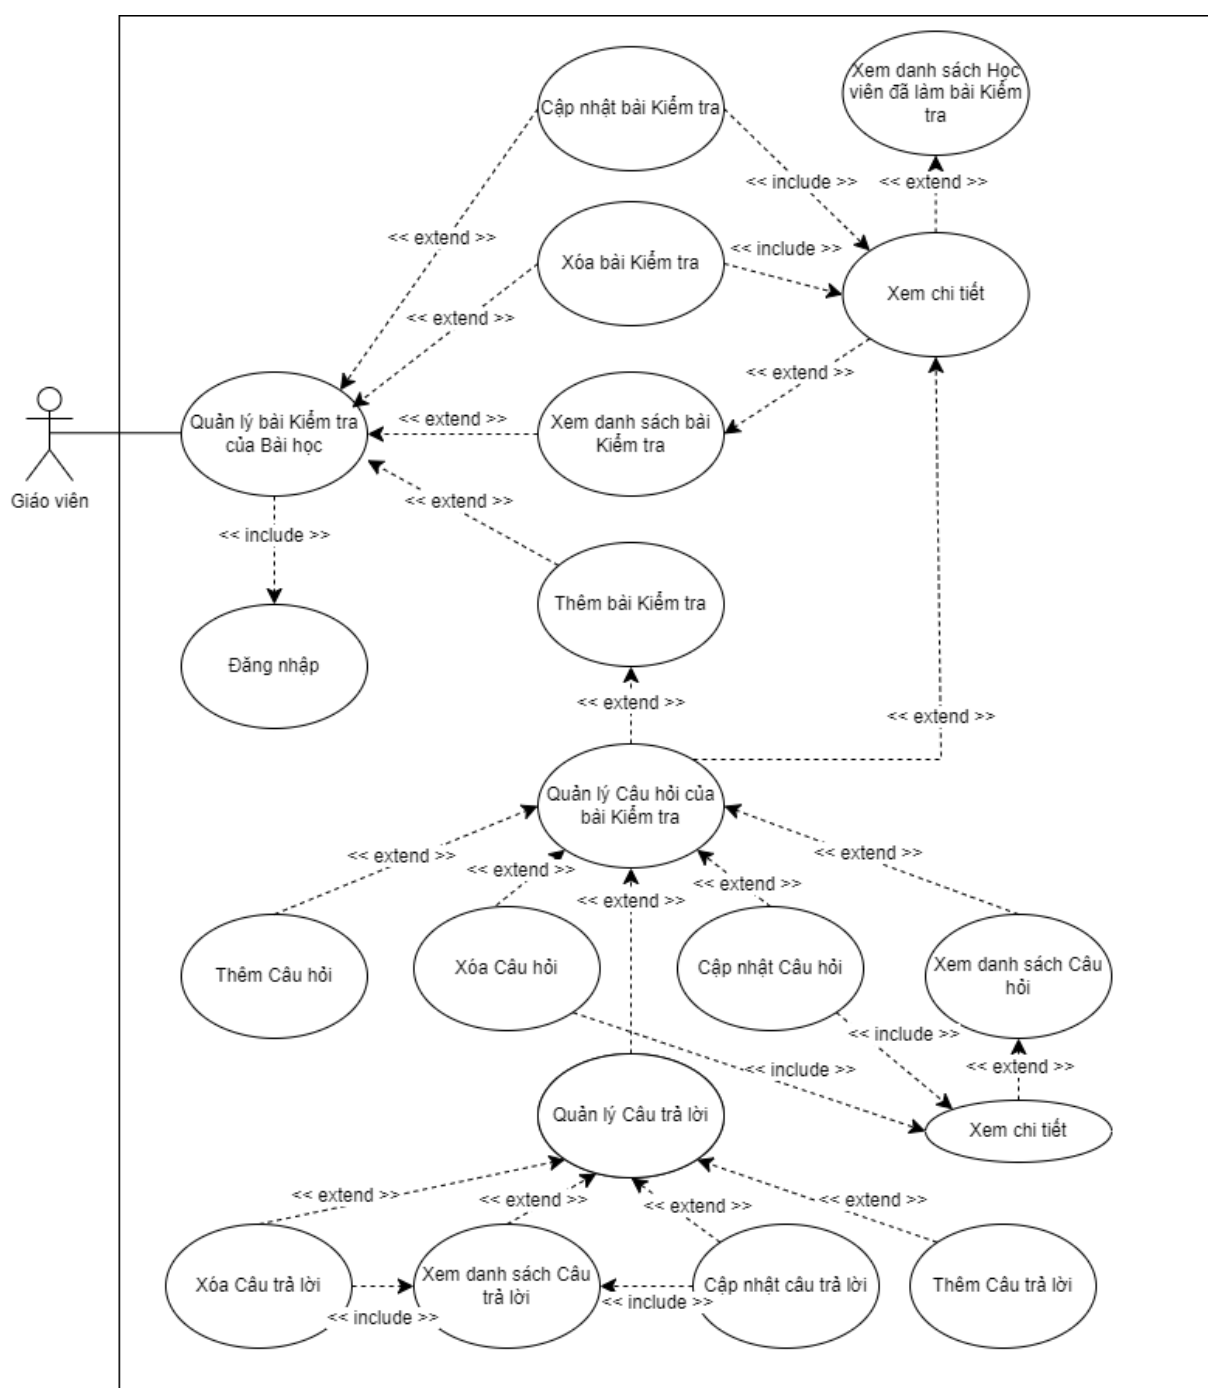 Xem danh sách Học
viên đã làm bài Kiểm
tra
Cập nhật bài Kiểm tra
<< include >>
<< extend >>
<< extend >>
<< include >>
Xóa bài Kiểm tra
Xem chi tiết
<< extend >>
<< extend >>
Quản lý bài Kiểm tra
của Bài học
<< extend >>
Xem danh sách bài
Kiểm tra
Giáo viên
<< extend >>
<< include >>
Thêm bài Kiểm tra
Đăng nhập
<< extend >>
<< extend >>
Quản lý Câu hỏi của
bài Kiểm tra
<< extend >>
<< extend >>
<< extend >>
<< extend >>
<< extend >>
Thêm Câu hỏi
Xóa Câu hỏi
Cập nhật Câu hỏi
Xem danh sách Câu
hỏi
<< include >>
<< include >>
<< extend >>
Quản lý Câu trả lời
Xem chi tiết
<< extend >>
<< extend >>
<< extend >>
<< extend >>
Xóa Câu trả lời
Xem danh sách Câu
trả lời
Cập nhật câu trả lời
Thêm Câu trả lời
<< include >>
<< include >>